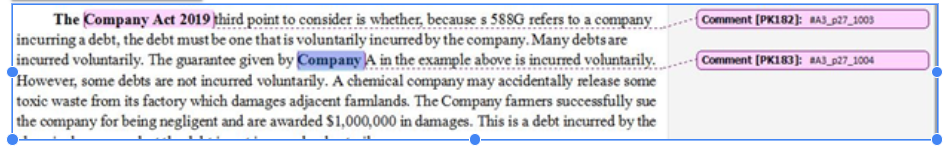 The Company Act 2019 third point to consider is whether, because s 588G refers to a company
incurring a debt, the debt must be one that is voluntarily incurred by the company. Many debts are
incurred voluntarily. The guarantee given by Company A in the example above is incurred voluntarily.
However, some debts are not incurred voluntarily. A chemical company may accidentally release some
toxic waste from its factory which damages adjacent farmlands. The Company farmers successfully sue
the company for being negligent and are awarded $1,000,000 in damages. This is a debt incurred by the
Comment [PK182]: #A3_p27_1003
Comment [PK183]: #A3_p27_1004